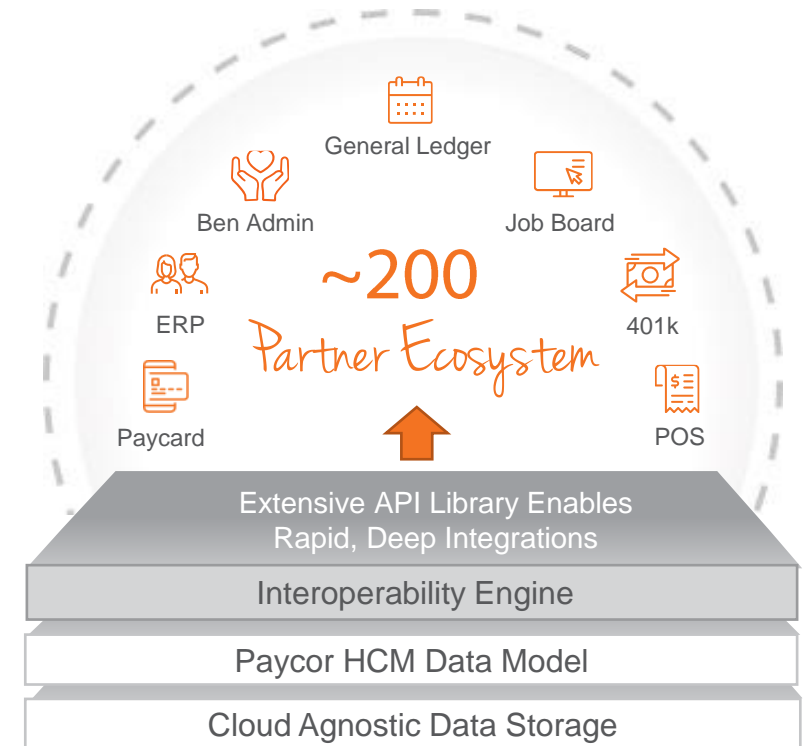 General Ledger
Ben Admin
Job Board
~200
ERP
401k
Partner Ecosystem
Paycard
POS
Extensive API Library Enables
Rapid, Deep Integrations
Interoperability Engine
Paycor HCM Data Model
Cloud Agnostic Data Storage